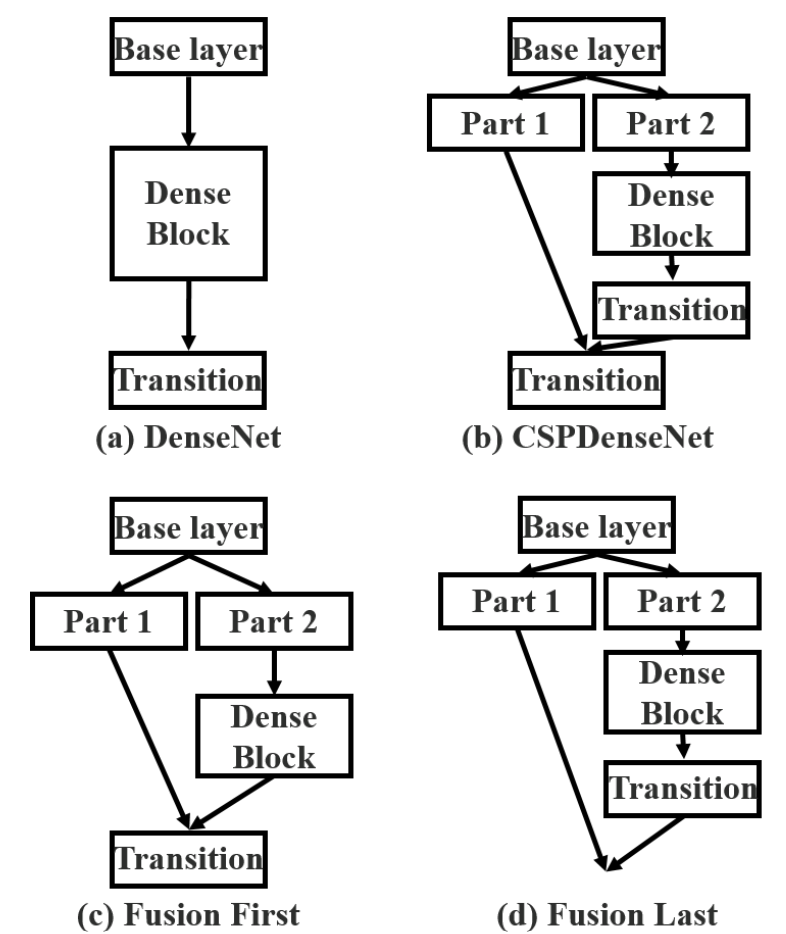 Base layer
Dense
Block
Transition
(a) DenseNet
Base layer
Part 1
Part 2
Dense
Block
Transition
Transition
(b) CSPDenseNet
Base layer
Part 1
Part 2
Dense
Block
Transition
(c) Fusion First
Base layer
Part 1
Part 2
Dense
Block
Transition
(d) Fusion Last